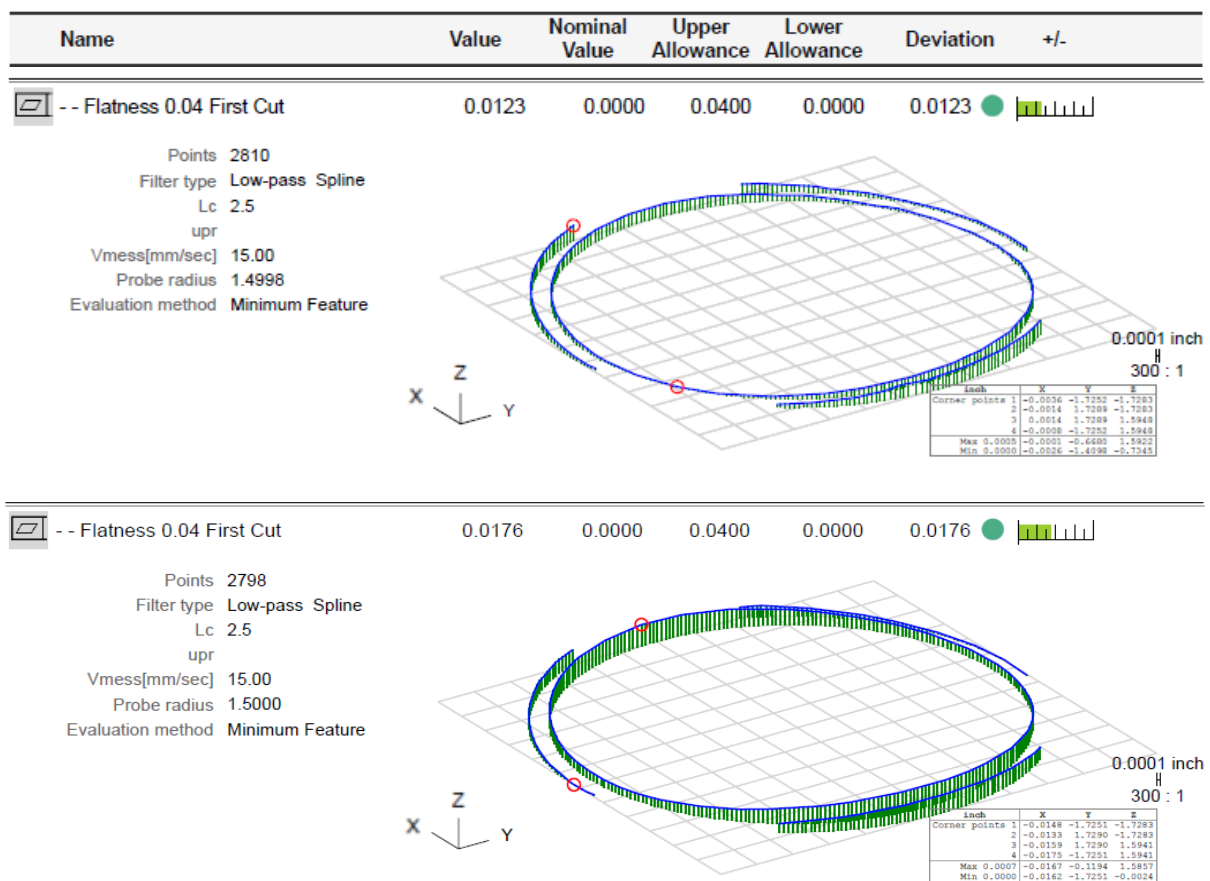 Name Value Nominal Value Upper Allowance Lower Allowance Deviation +/-
- - Flatness 0.04 First Cut 0.0123 0.0000 0.0400 0.0000 0.0123
Points 2810
Filter type Low-pass Spline
Lc 2.5
upr
Vmess[mm/sec] 15.00
Probe radius 1.4998
Evaluation method Minimum Feature
0.0001 inch
300 : 1
Z
X
Y
inch X Y Z
Corner points 1 -0.0036 -1.7252 -1.7283
2 -0.0014 1.7289 -1.7283
3 0.0014 1.7289 1.5948
4 -0.0008 -1.7252 1.5948
Max 0.0005 -0.0001 -0.6680 1.5922
Min 0.0000 -0.0026 -1.4098 -0.7345
- - Flatness 0.04 First Cut 0.0176 0.0000 0.0400 0.0000 0.0176
Points 2798
Filter type Low-pass Spline
Lc 2.5
upr
Vmess[mm/sec] 15.00
Probe radius 1.5000
Evaluation method Minimum Feature
0.0001 inch
300 : 1
Z
X
Y
inch X Y Z
Corner points 1 -0.0148 -1.7251 -1.7283
2 -0.0133 1.7290 -1.7283
3 -0.0159 1.7290 1.5941
4 -0.0175 -1.7251 1.5941
Max 0.0007 -0.0167 -0.1194 1.5857
Min 0.0000 -0.0162 -1.7251 -0.0024